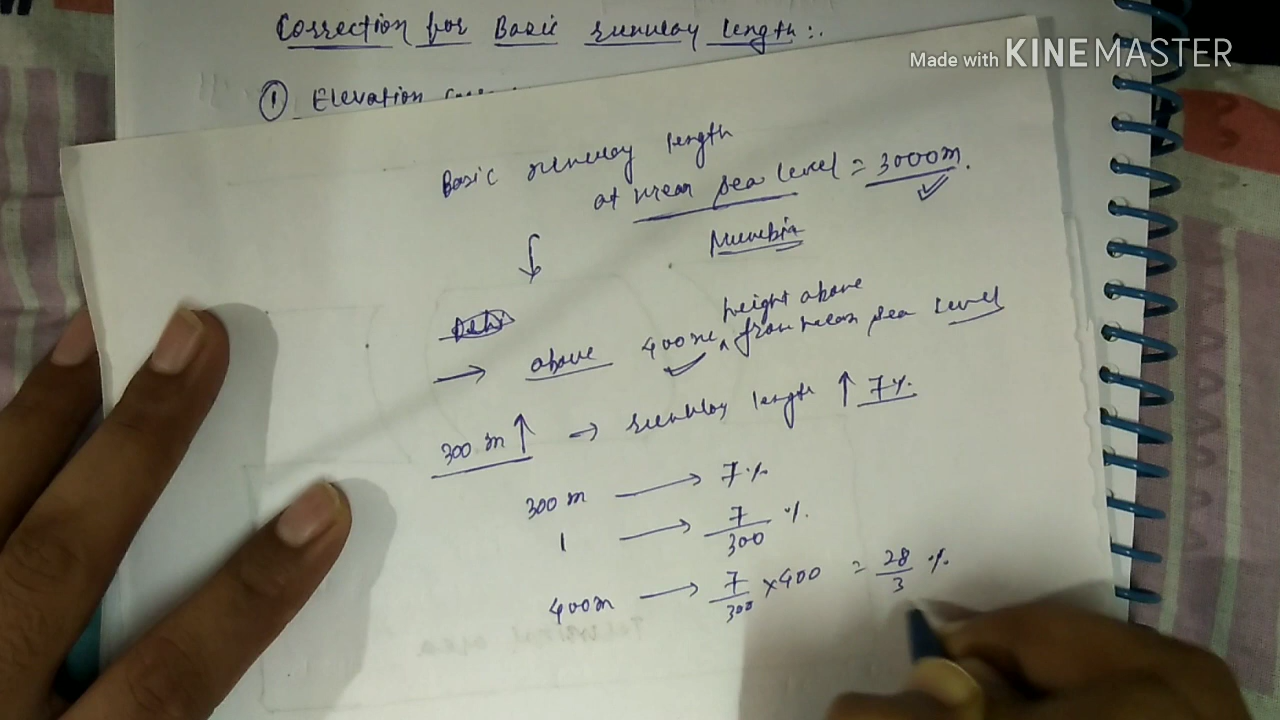 Made with KINEMASTER
Correction for Basic runway length:.
① Elevation
Basic runway length
at mean sea level = 3000m.
Mumbai
height above
→ above 400m from mean sea level
300 m ↑ → runway length ↑ 7%
300 m → 7%
1 → 7/300 %
400m → 7/300 × 400 = 28/3 %